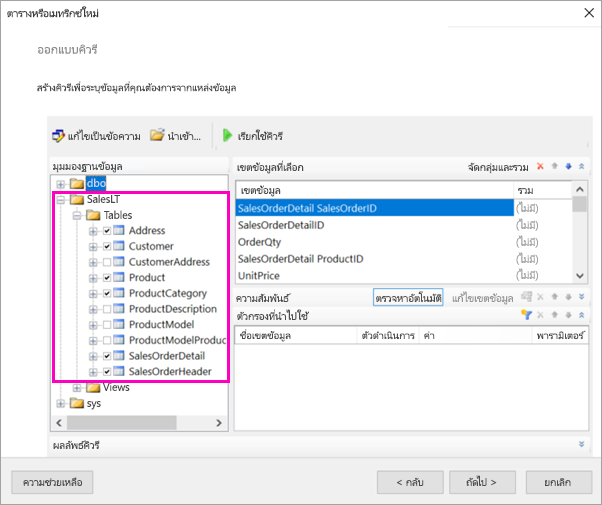 ตารางหรือเมทริกซ์ใหม่
ออกแบบคิวรี
สร้างคิวรีเพื่อระบุข้อมูลที่คุณต้องการจากแหล่งข้อมูล
แก้ไขเป็นข้อความ นำเข้า... เรียกใช้คิวรี
มุมมองฐานข้อมูล
dbo
SalesLT
Tables
Address
Customer
CustomerAddress
Product
ProductCategory
ProductDescription
ProductModel
ProductModelProduc
SalesOrderDetail
SalesOrderHeader
Views
sys
เขตข้อมูลที่เลือก จัดกลุ่มและรวม
เขตข้อมูล รวม
SalesOrderDetail SalesOrderID (ไม่มี)
SalesOrderDetailID (ไม่มี)
OrderQty (ไม่มี)
SalesOrderDetail ProductID (ไม่มี)
UnitPrice (ไม่มี)
ความสัมพันธ์ ตรวจหาอัตโนมัติ แก้ไขเขตข้อมูล
ตัวกรองที่นำไปใช้
ชื่อเขตข้อมูล ตัวดำเนินการ ค่า พารามิเตอร์
ผลลัพธ์คิวรี
ความช่วยเหลือ < กลับ ถัดไป > ยกเลิก